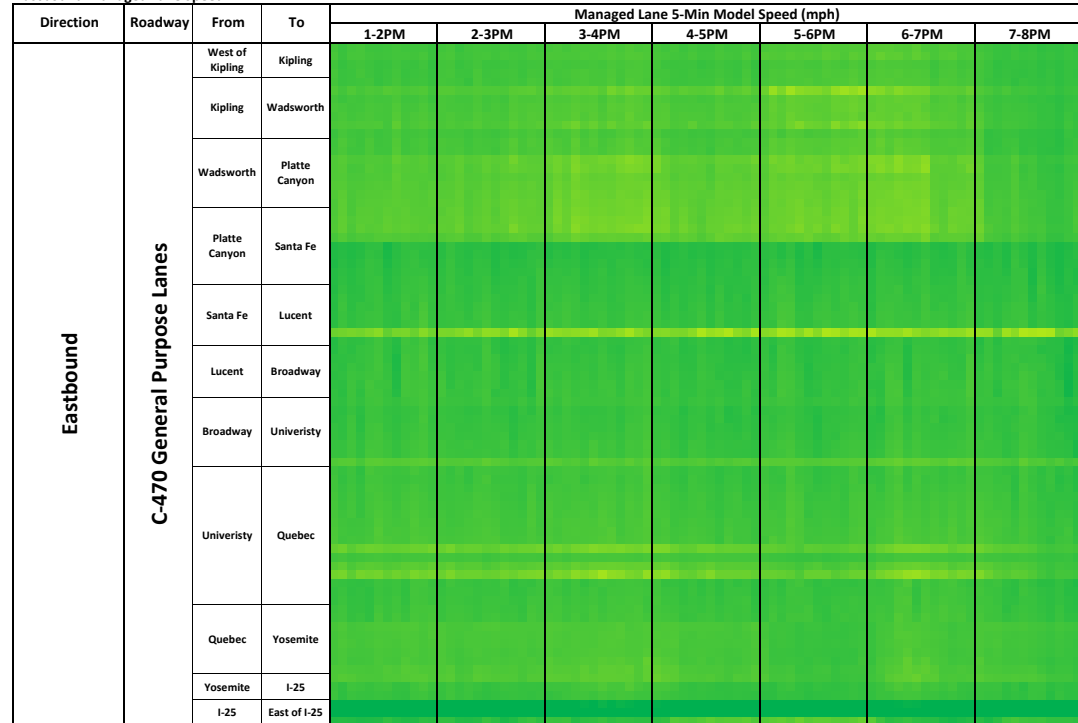 Direction Roadway From To Managed Lane 5-Min Model Speed (mph)
1-2PM 2-3PM 3-4PM 4-5PM 5-6PM 6-7PM 7-8PM
Eastbound
C-470 General Purpose Lanes
West of Kipling Kipling
Kipling Wadsworth
Wadsworth Platte Canyon
Platte Canyon Santa Fe
Santa Fe Lucent
Lucent Broadway
Broadway Univeristy
Univeristy Quebec
Quebec Yosemite
Yosemite I-25
I-25 East of I-25